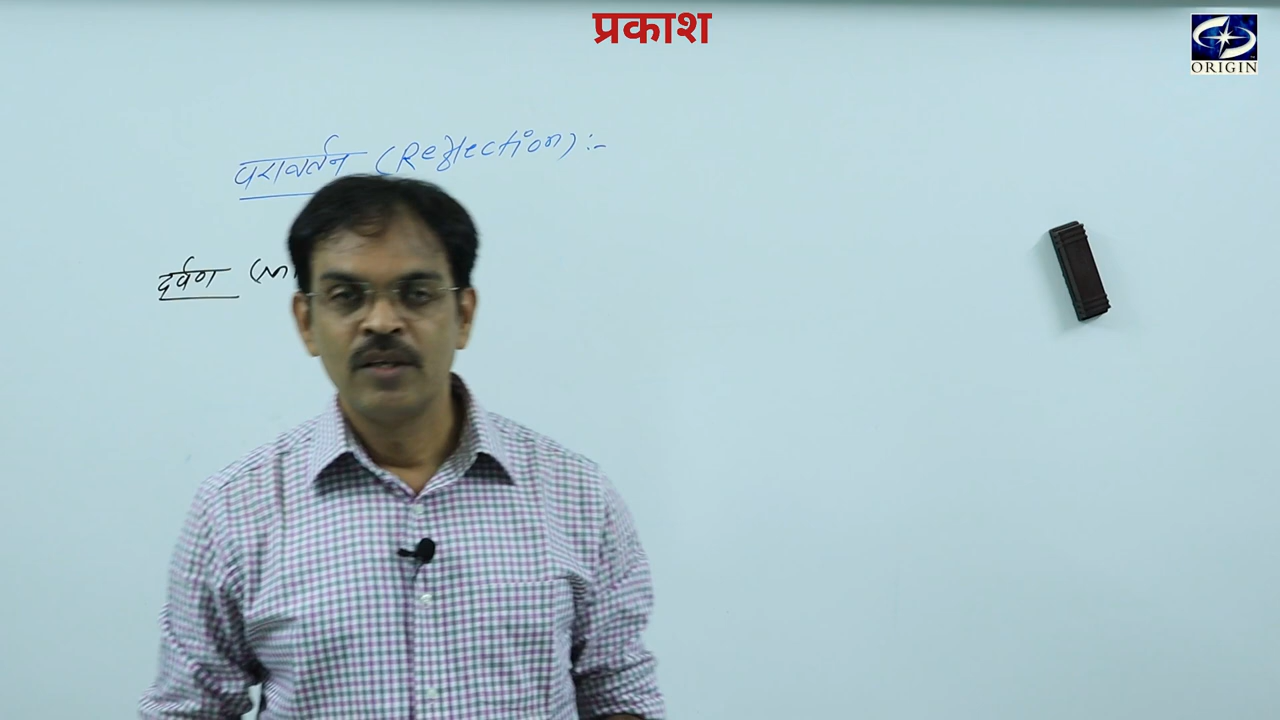 प्रकाश
ORIGIN
परावर्तन (Reflection) :-
दर्पण